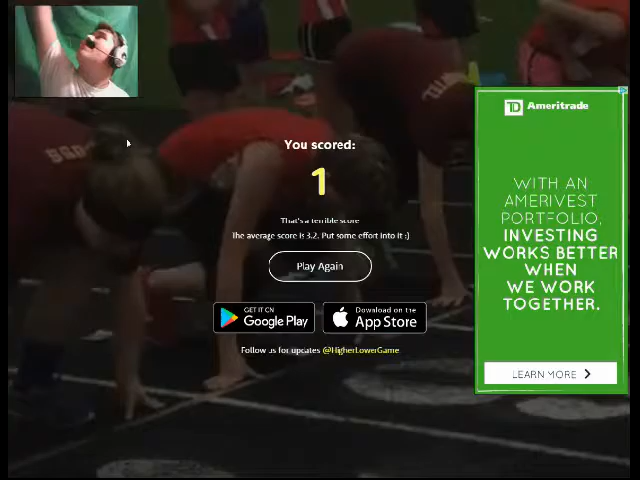 You scored:
1
That's a terrible score
The average score is 3.2. Put some effort into it :)
Play Again
GET IT ON
Google Play
Download on the
App Store
Follow us for updates @HigherLowerGame
TD Ameritrade
WITH AN
AMERIVEST
PORTFOLIO,
INVESTING
WORKS BETTER
WHEN
WE WORK
TOGETHER.
LEARN MORE